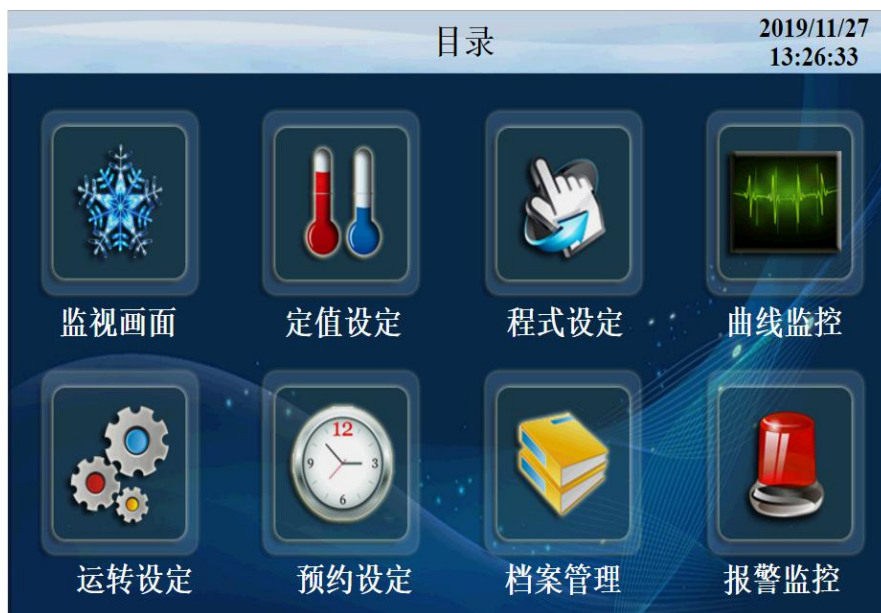 目录
2019/11/27
13:26:33
监视画面
定值设定
程式设定
曲线监控
12
9
3
6
运转设定
预约设定
档案管理
报警监控